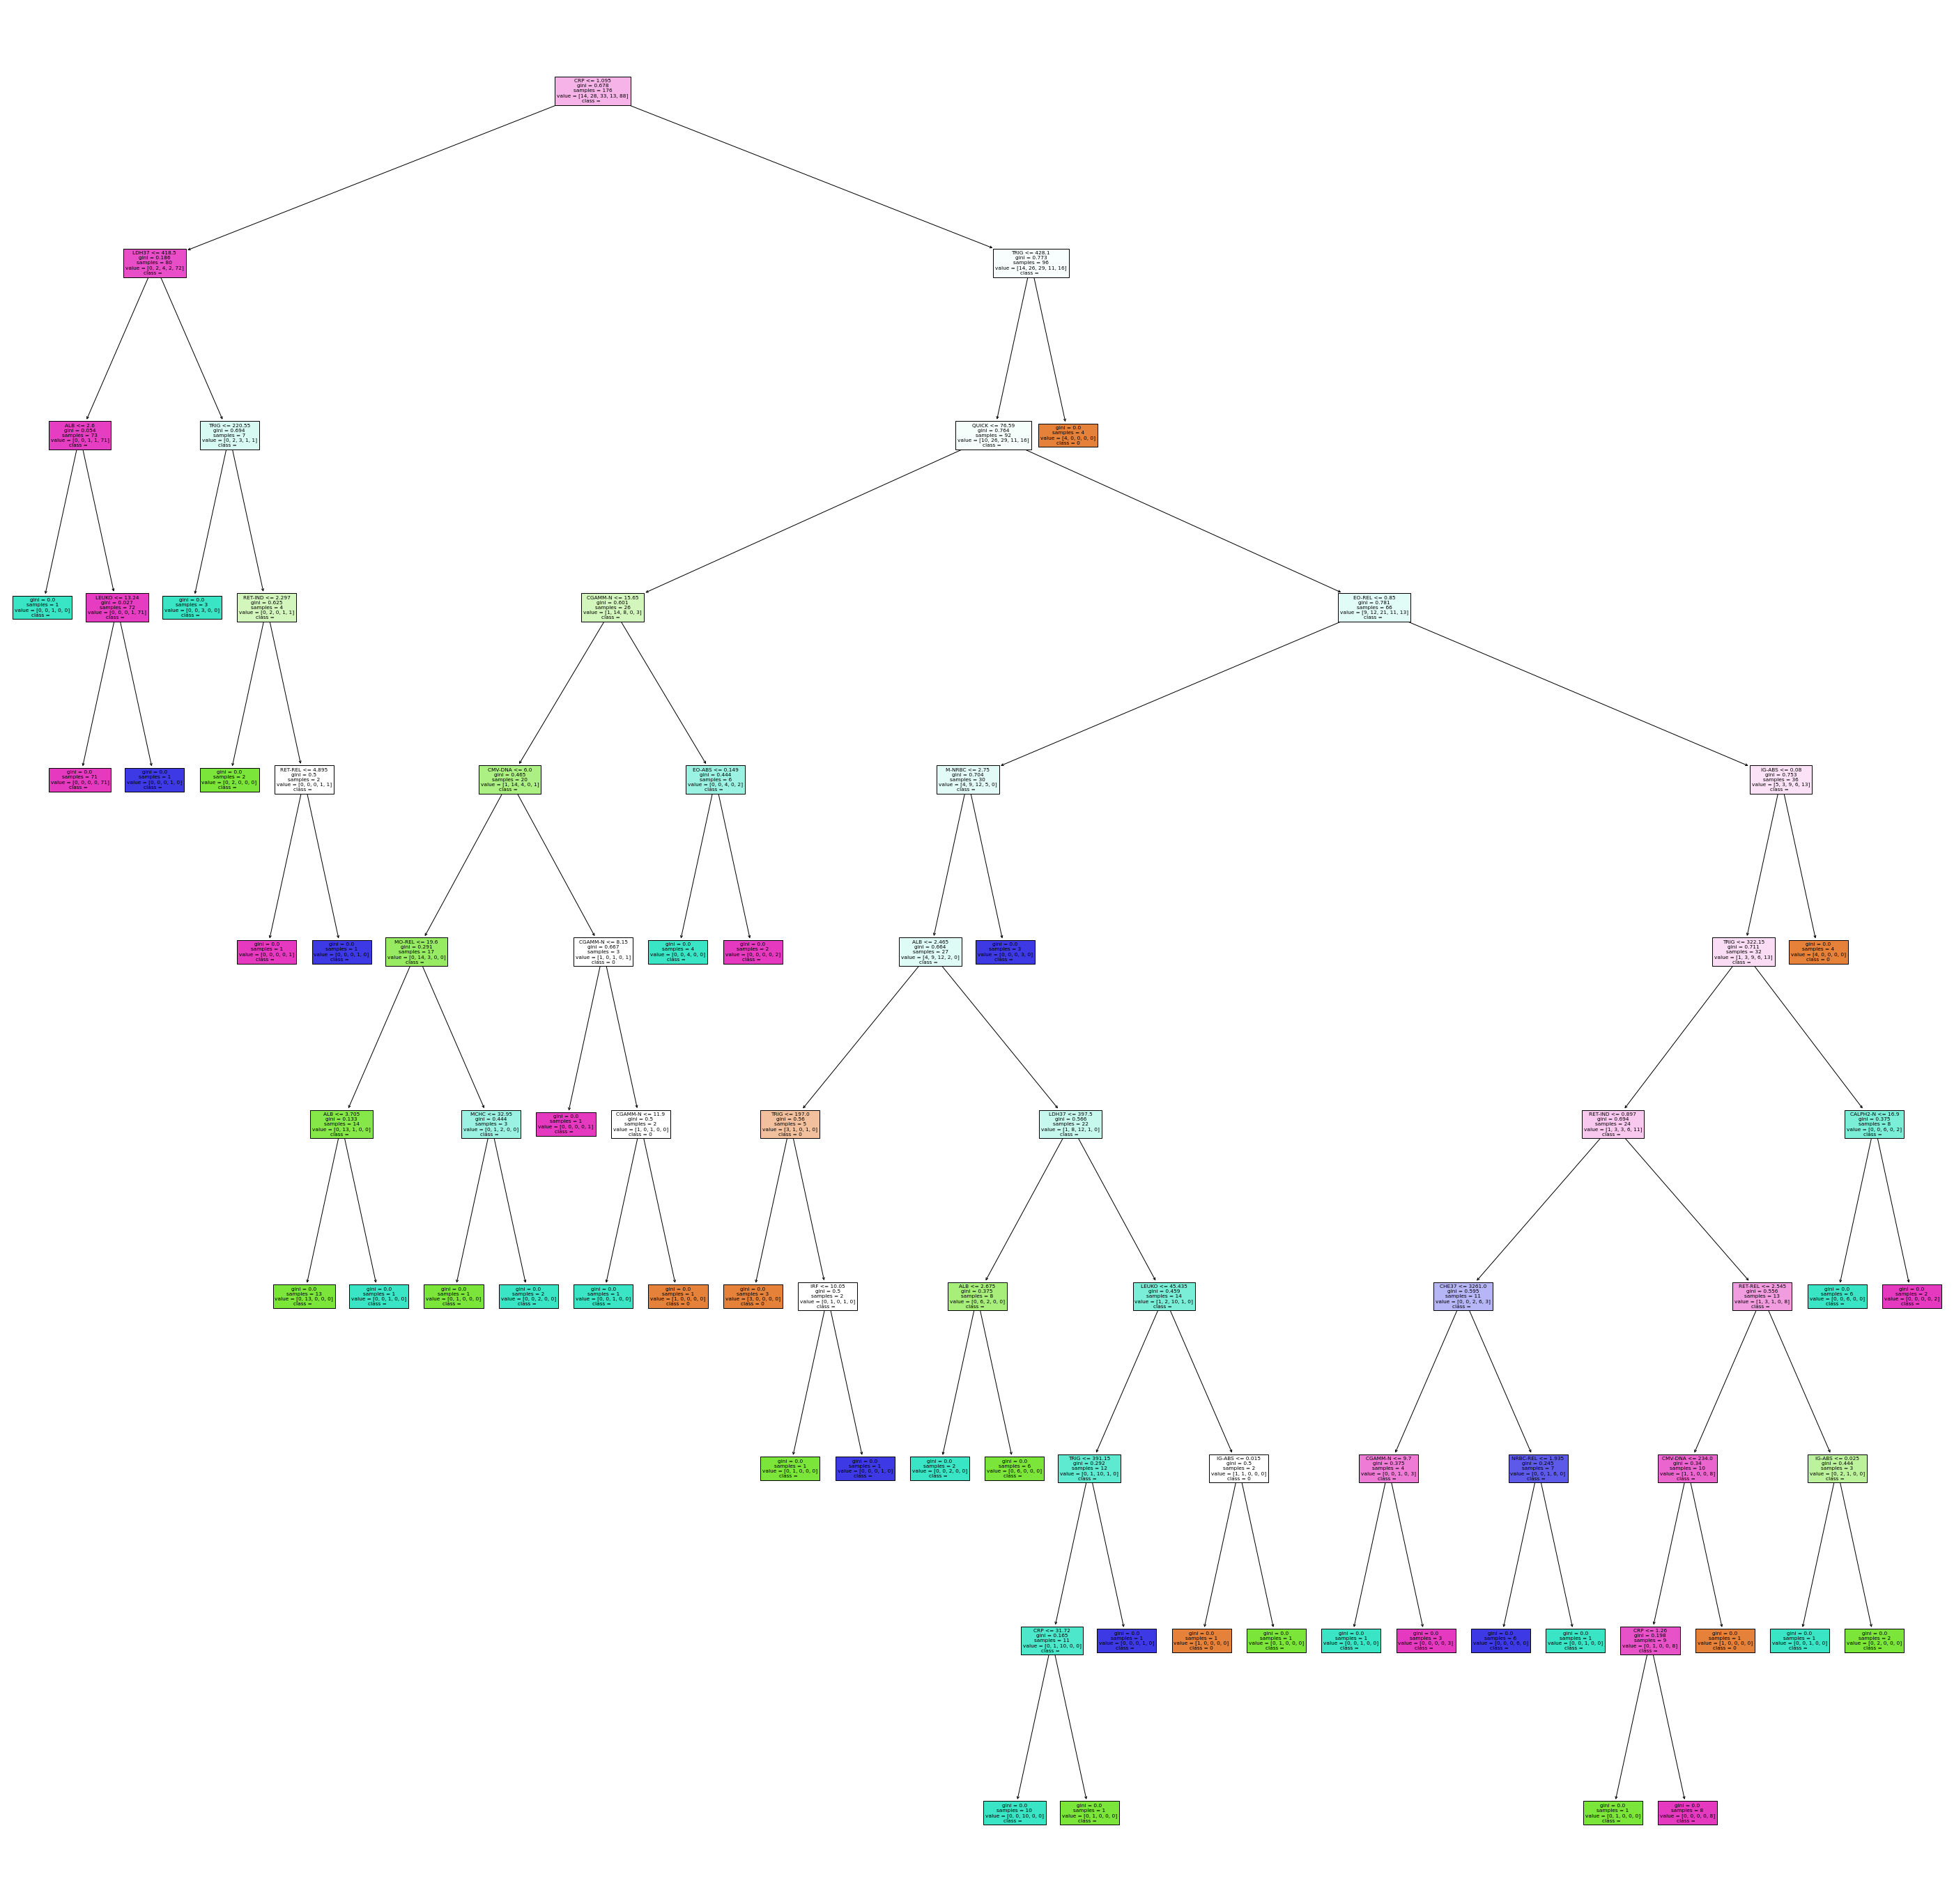 CRP <= 1.095
gini = 0.678
samples = 176
value = [14, 28, 33, 13, 88]
class =
LDH37 <= 418.5
gini = 0.186
samples = 80
value = [0, 2, 4, 2, 72]
class =
TRIG <= 428.1
gini = 0.773
samples = 96
value = [14, 26, 29, 11, 16]
class =
ALB <= 2.6
gini = 0.054
samples = 73
value = [0, 0, 1, 1, 71]
class =
TRIG <= 220.55
gini = 0.694
samples = 7
value = [0, 2, 3, 1, 1]
class =
QUICK <= 76.59
gini = 0.764
samples = 92
value = [10, 26, 29, 11, 16]
class =
gini = 0.0
samples = 4
value = [4, 0, 0, 0, 0]
class = 0
gini = 0.0
samples = 1
value = [0, 0, 1, 0, 0]
class =
LEUKO <= 13.24
gini = 0.027
samples = 72
value = [0, 0, 0, 1, 71]
class =
gini = 0.0
samples = 3
value = [0, 0, 3, 0, 0]
class =
RET-IND <= 2.297
gini = 0.625
samples = 4
value = [0, 2, 0, 1, 1]
class =
CGAMM-N <= 15.65
gini = 0.601
samples = 26
value = [1, 14, 8, 0, 3]
class =
EO-REL <= 0.85
gini = 0.781
samples = 66
value = [9, 12, 21, 11, 13]
class =
gini = 0.0
samples = 71
value = [0, 0, 0, 0, 71]
class =
gini = 0.0
samples = 1
value = [0, 0, 0, 1, 0]
class =
gini = 0.0
samples = 2
value = [0, 2, 0, 0, 0]
class =
RET-REL <= 4.895
gini = 0.5
samples = 2
value = [0, 0, 0, 1, 1]
class =
CMV-DNA <= 6.0
gini = 0.465
samples = 20
value = [1, 14, 4, 0, 1]
class =
EO-ABS <= 0.149
gini = 0.444
samples = 6
value = [0, 0, 4, 0, 2]
class =
M-NRBC <= 2.75
gini = 0.704
samples = 30
value = [4, 9, 12, 5, 0]
class =
IG-ABS <= 0.08
gini = 0.753
samples = 36
value = [5, 3, 9, 6, 13]
class =
gini = 0.0
samples = 1
value = [0, 0, 0, 0, 1]
class =
gini = 0.0
samples = 1
value = [0, 0, 0, 1, 0]
class =
MO-REL <= 19.6
gini = 0.291
samples = 17
value = [0, 14, 3, 0, 0]
class =
CGAMM-N <= 8.15
gini = 0.667
samples = 3
value = [1, 0, 1, 0, 1]
class = 0
gini = 0.0
samples = 4
value = [0, 0, 4, 0, 0]
class =
gini = 0.0
samples = 2
value = [0, 0, 0, 0, 2]
class =
ALB <= 2.465
gini = 0.664
samples = 27
value = [4, 9, 12, 2, 0]
class =
gini = 0.0
samples = 3
value = [0, 0, 0, 3, 0]
class =
TRIG <= 322.15
gini = 0.711
samples = 32
value = [1, 3, 9, 6, 13]
class =
gini = 0.0
samples = 4
value = [4, 0, 0, 0, 0]
class = 0
ALB <= 3.705
gini = 0.133
samples = 14
value = [0, 13, 1, 0, 0]
class =
MCHC <= 32.95
gini = 0.444
samples = 3
value = [0, 1, 2, 0, 0]
class =
gini = 0.0
samples = 1
value = [0, 0, 0, 0, 1]
class =
CGAMM-N <= 11.9
gini = 0.5
samples = 2
value = [1, 0, 1, 0, 0]
class = 0
TRIG <= 197.0
gini = 0.56
samples = 5
value = [3, 1, 0, 1, 0]
class = 0
LDH37 <= 397.5
gini = 0.566
samples = 22
value = [1, 8, 12, 1, 0]
class =
RET-IND <= 0.897
gini = 0.694
samples = 24
value = [1, 3, 3, 6, 11]
class =
CALPH2-N <= 16.9
gini = 0.375
samples = 8
value = [0, 0, 6, 0, 2]
class =
gini = 0.0
samples = 13
value = [0, 13, 0, 0, 0]
class =
gini = 0.0
samples = 1
value = [0, 0, 1, 0, 0]
class =
gini = 0.0
samples = 1
value = [0, 1, 0, 0, 0]
class =
gini = 0.0
samples = 2
value = [0, 0, 2, 0, 0]
class =
gini = 0.0
samples = 1
value = [0, 0, 1, 0, 0]
class =
gini = 0.0
samples = 1
value = [1, 0, 0, 0, 0]
class = 0
gini = 0.0
samples = 3
value = [3, 0, 0, 0, 0]
class = 0
IRF <= 10.05
gini = 0.5
samples = 2
value = [0, 1, 0, 1, 0]
class =
ALB <= 2.675
gini = 0.375
samples = 8
value = [0, 6, 2, 0, 0]
class =
LEUKO <= 45.435
gini = 0.459
samples = 14
value = [1, 2, 10, 1, 0]
class =
CHE37 <= 3261.0
gini = 0.595
samples = 11
value = [0, 0, 2, 6, 3]
class =
RET-REL <= 2.545
gini = 0.556
samples = 13
value = [1, 3, 1, 0, 8]
class =
gini = 0.0
samples = 6
value = [0, 0, 6, 0, 0]
class =
gini = 0.0
samples = 2
value = [0, 0, 0, 0, 2]
class =
gini = 0.0
samples = 1
value = [0, 1, 0, 0, 0]
class =
gini = 0.0
samples = 1
value = [0, 0, 0, 1, 0]
class =
gini = 0.0
samples = 2
value = [0, 0, 2, 0, 0]
class =
gini = 0.0
samples = 6
value = [0, 6, 0, 0, 0]
class =
TRIG <= 391.15
gini = 0.292
samples = 12
value = [0, 1, 10, 1, 0]
class =
IG-ABS <= 0.015
gini = 0.5
samples = 2
value = [1, 1, 0, 0, 0]
class = 0
CGAMM-N <= 9.7
gini = 0.375
samples = 4
value = [0, 0, 1, 0, 3]
class =
NRBC-REL <= 1.935
gini = 0.245
samples = 7
value = [0, 0, 1, 6, 0]
class =
CMV-DNA <= 234.0
gini = 0.34
samples = 10
value = [1, 1, 0, 0, 8]
class =
IG-ABS <= 0.025
gini = 0.444
samples = 3
value = [0, 2, 1, 0, 0]
class =
CRP <= 31.72
gini = 0.165
samples = 11
value = [0, 1, 10, 0, 0]
class =
gini = 0.0
samples = 1
value = [0, 0, 0, 1, 0]
class =
gini = 0.0
samples = 1
value = [1, 0, 0, 0, 0]
class = 0
gini = 0.0
samples = 1
value = [0, 1, 0, 0, 0]
class =
gini = 0.0
samples = 1
value = [0, 0, 1, 0, 0]
class =
gini = 0.0
samples = 3
value = [0, 0, 0, 0, 3]
class =
gini = 0.0
samples = 6
value = [0, 0, 0, 6, 0]
class =
gini = 0.0
samples = 1
value = [0, 0, 1, 0, 0]
class =
CRP <= 1.26
gini = 0.198
samples = 9
value = [0, 1, 0, 0, 8]
class =
gini = 0.0
samples = 1
value = [1, 0, 0, 0, 0]
class = 0
gini = 0.0
samples = 1
value = [0, 0, 1, 0, 0]
class =
gini = 0.0
samples = 2
value = [0, 2, 0, 0, 0]
class =
gini = 0.0
samples = 10
value = [0, 0, 10, 0, 0]
class =
gini = 0.0
samples = 1
value = [0, 1, 0, 0, 0]
class =
gini = 0.0
samples = 1
value = [0, 1, 0, 0, 0]
class =
gini = 0.0
samples = 8
value = [0, 0, 0, 0, 8]
class =